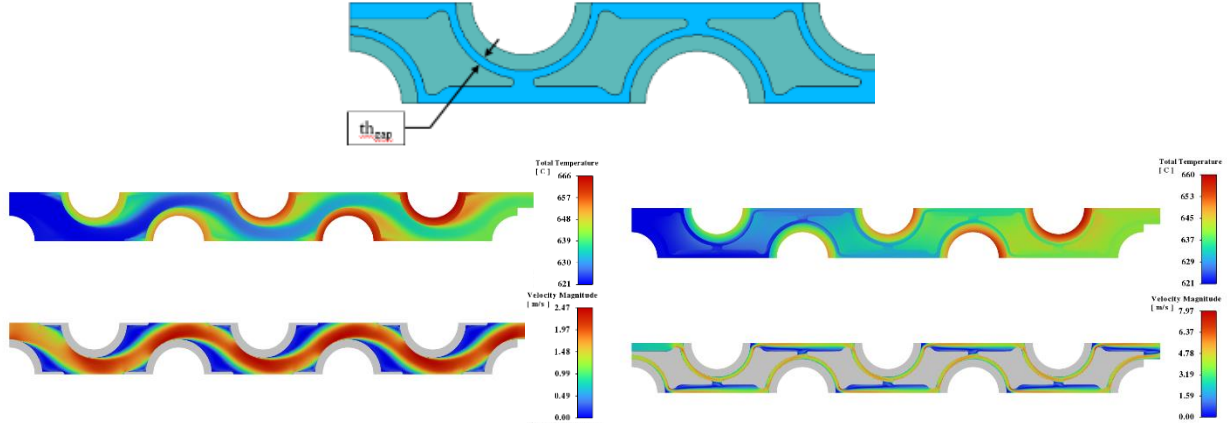 th gap
Total Temperature
[ C ]
666
657
648
639
630
621
Total Temperature
[ C ]
660
653
645
637
629
621
Velocity Magnitude
[ m/s ]
2.47
1.97
1.48
0.99
0.49
0.00
Velocity Magnitude
[ m/s ]
7.97
6.37
4.78
3.19
1.59
0.00